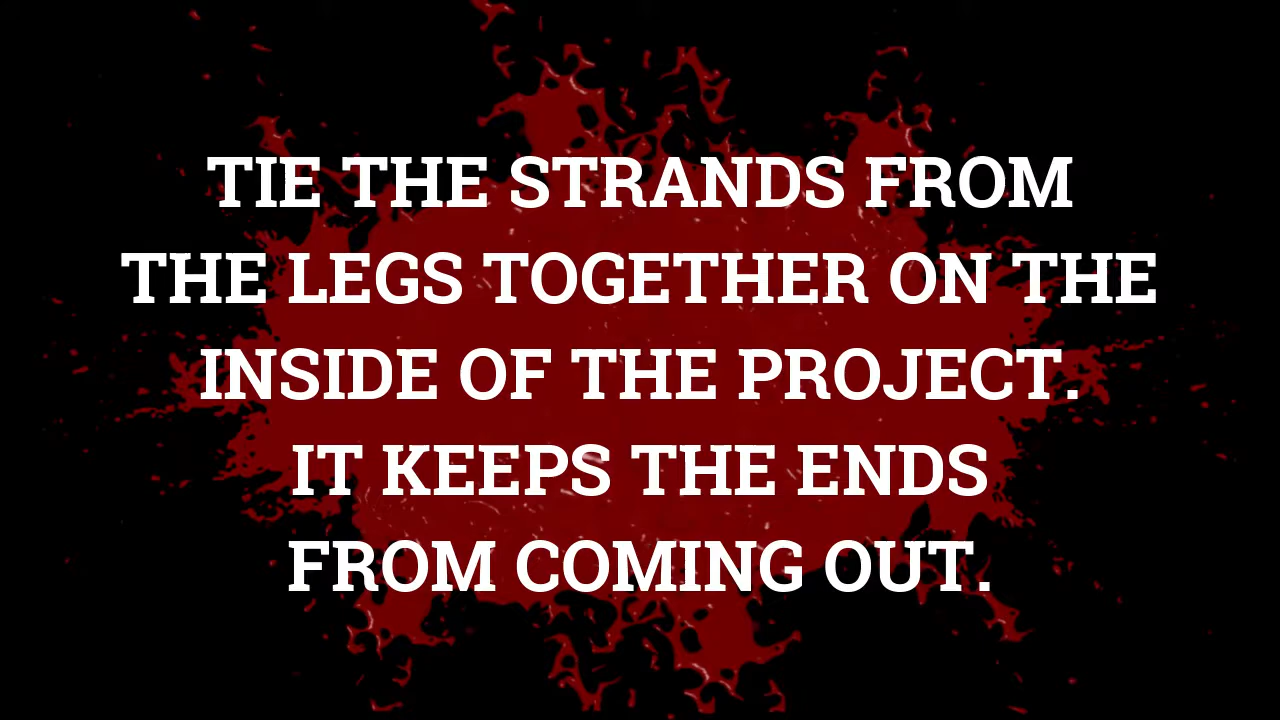 TIE THE STRANDS FROM
THE LEGS TOGETHER ON THE
INSIDE OF THE PROJECT.
IT KEEPS THE ENDS
FROM COMING OUT.